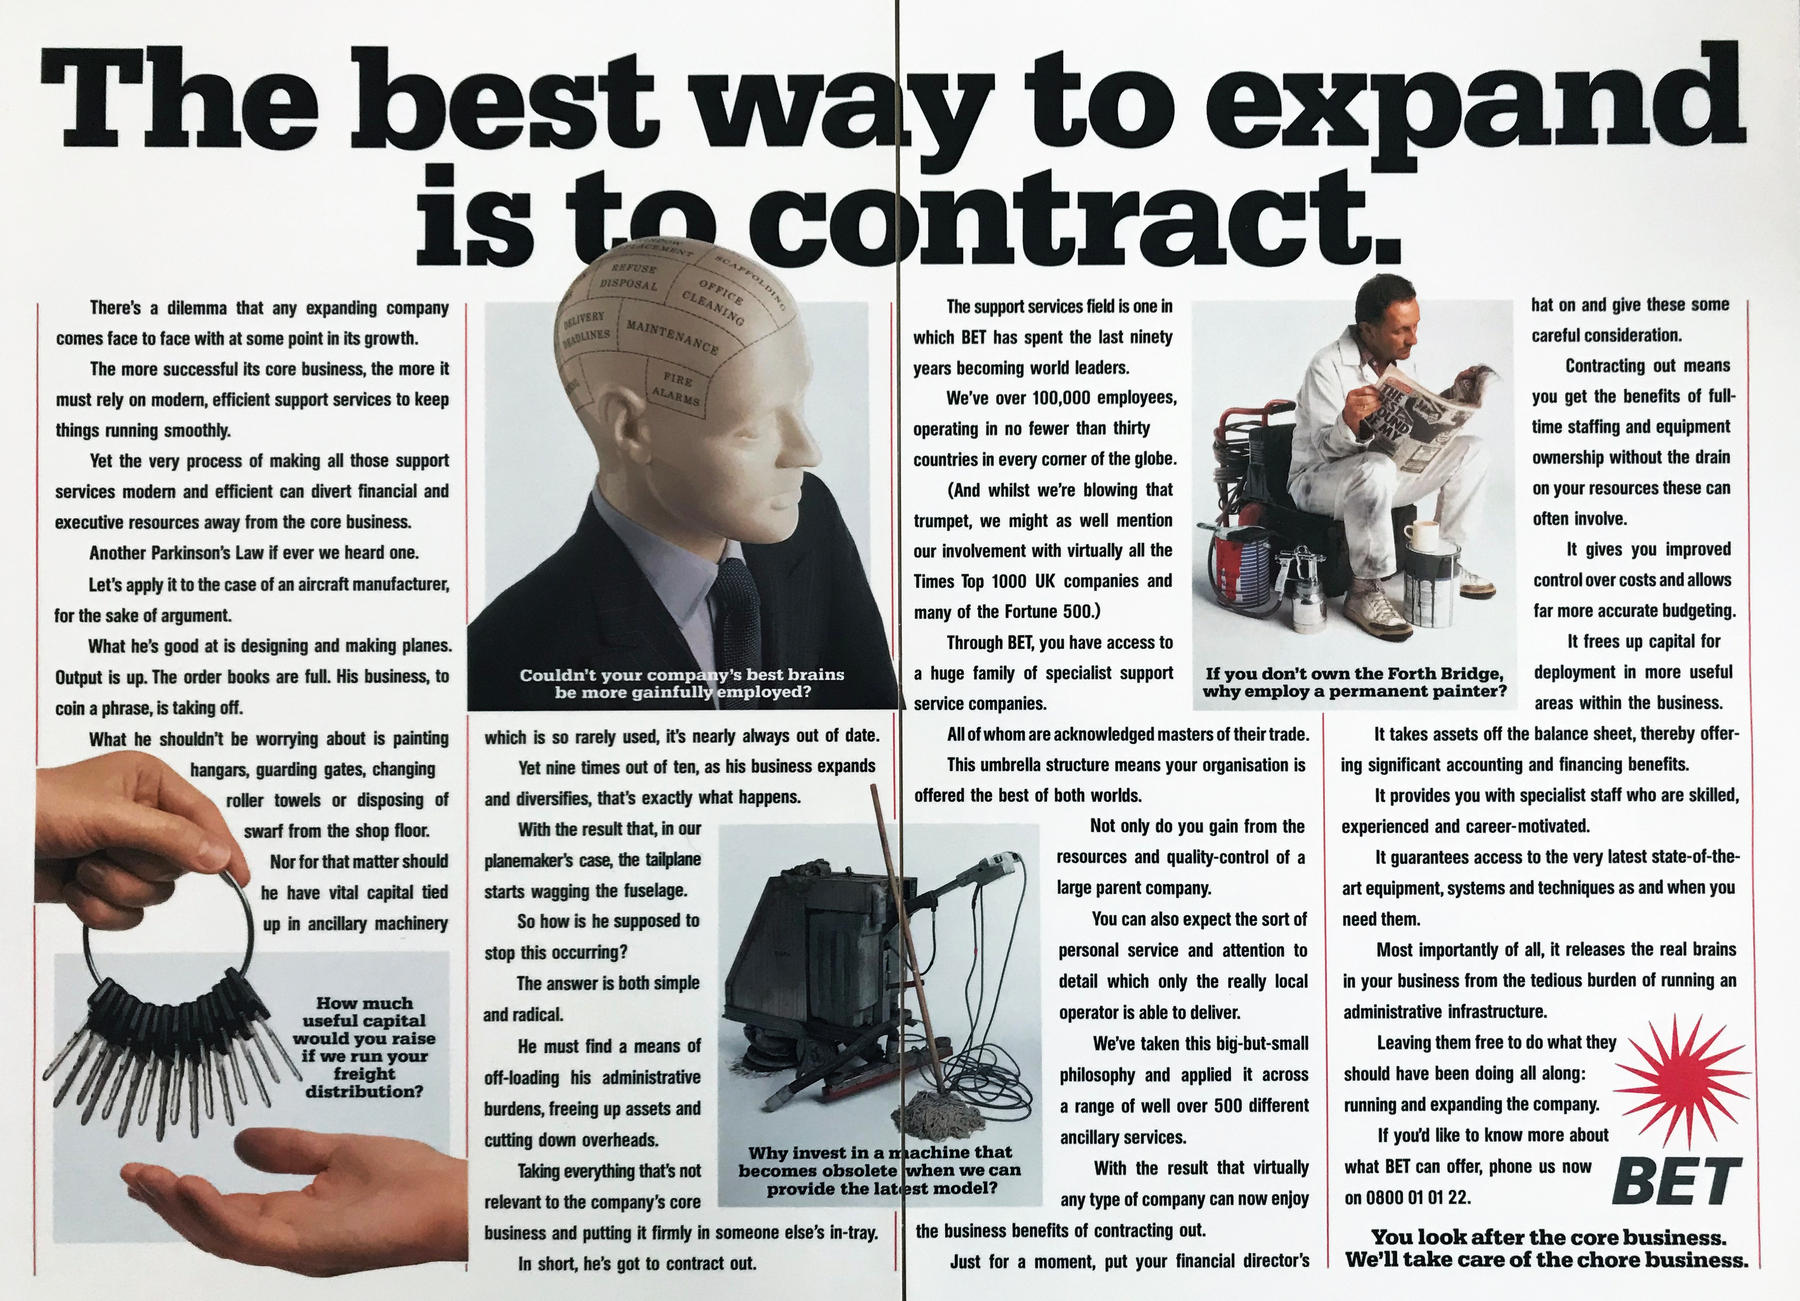 The best way to expand
is to contract.
There's a dilemma that any expanding company
comes face to face with at some point in its growth.
The more successful its core business, the more it
must rely on modern, efficient support services to keep
things running smoothly.
Yet the very process of making all those support
services modern and efficient can divert financial and
executive resources away from the core business.
Another Parkinson's Law if ever we heard one.
Let's apply it to the case of an aircraft manufacturer,
for the sake of argument.
What he's good at is designing and making planes.
Output is up. The order books are full. His business, to
coin a phrase, is taking off.
What he shouldn't be worrying about is painting
hangars, guarding gates, changing
roller towels or disposing of
swarf from the shop floor.
Nor for that matter should
he have vital capital tied
up in ancillary machinery
How much
useful capital
would you raise
if we run your
freight
distribution?
SCAFFOLDING
REFUSE
DISPOSAL
OFFICE
CLEANING
DELIVERY
DEADLINES
MAINTENANCE
FIRE
ALARMS
Couldn't your company's best brains
be more gainfully employed?
which is so rarely used, it's nearly always out of date.
Yet nine times out of ten, as his business expands
and diversifies, that's exactly what happens.
With the result that, in our
planemaker's case, the tailplane
starts wagging the fuselage.
So how is he supposed to
stop this occurring?
The answer is both simple
and radical.
He must find a means of
off-loading his administrative
burdens, freeing up assets and
cutting down overheads.
Taking everything that's not
relevant to the company's core
business and putting it firmly in someone else's in-tray.
In short, he's got to contract out.
Why invest in a machine that
becomes obsolete when we can
provide the latest model?
The support services field is one in
which BET has spent the last ninety
years becoming world leaders.
We've over 100,000 employees,
operating in no fewer than thirty
countries in every corner of the globe.
(And whilst we're blowing that
trumpet, we might as well mention
our involvement with virtually all the
Times Top 1000 UK companies and
many of the Fortune 500.)
Through BET, you have access to
a huge family of specialist support
service companies.
All of whom are acknowledged masters of their trade.
This umbrella structure means your organisation is
offered the best of both worlds.
Not only do you gain from the
resources and quality-control of a
large parent company.
You can also expect the sort of
personal service and attention to
detail which only the really local
operator is able to deliver.
We've taken this big-but-small
philosophy and applied it across
a range of well over 500 different
ancillary services.
With the result that virtually
any type of company can now enjoy
the business benefits of contracting out.
Just for a moment, put your financial director's
THE
AND
OF MY
If you don't own the Forth Bridge,
why employ a permanent painter?
hat on and give these some
careful consideration.
Contracting out means
you get the benefits of full-
time staffing and equipment
ownership without the drain
on your resources these can
often involve.
It gives you improved
control over costs and allows
far more accurate budgeting.
It frees up capital for
deployment in more useful
areas within the business.
It takes assets off the balance sheet, thereby offer-
ing significant accounting and financing benefits.
It provides you with specialist staff who are skilled,
experienced and career-motivated.
It guarantees access to the very latest state-of-the-
art equipment, systems and techniques as and when you
need them.
Most importantly of all, it releases the real brains
in your business from the tedious burden of running an
administrative infrastructure.
Leaving them free to do what they
should have been doing all along:
running and expanding the company.
If you'd like to know more about
what BET can offer, phone us now
on 0800 01 01 22.
BET
You look after the core business.
We'll take care of the chore business.